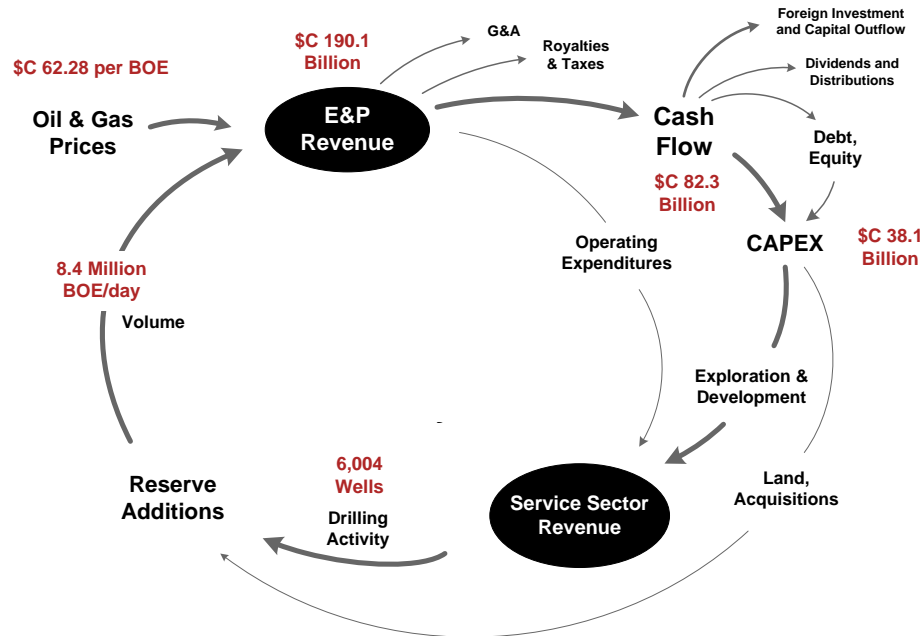 $C 62.28 per BOE
Oil & Gas
Prices
$C 190.1
Billion
E&P
Revenue
G&A
Royalties
& Taxes
Foreign Investment
and Capital Outflow
Dividends and
Distributions
Cash
Flow
Debt,
Equity
$C 82.3
Billion
CAPEX
$C 38.1
Billion
Operating
Expenditures
8.4 Million
BOE/day
Volume
Exploration &
Development
Land,
Acquisitions
Service Sector
Revenue
6,004
Wells
Drilling
Activity
Reserve
Additions